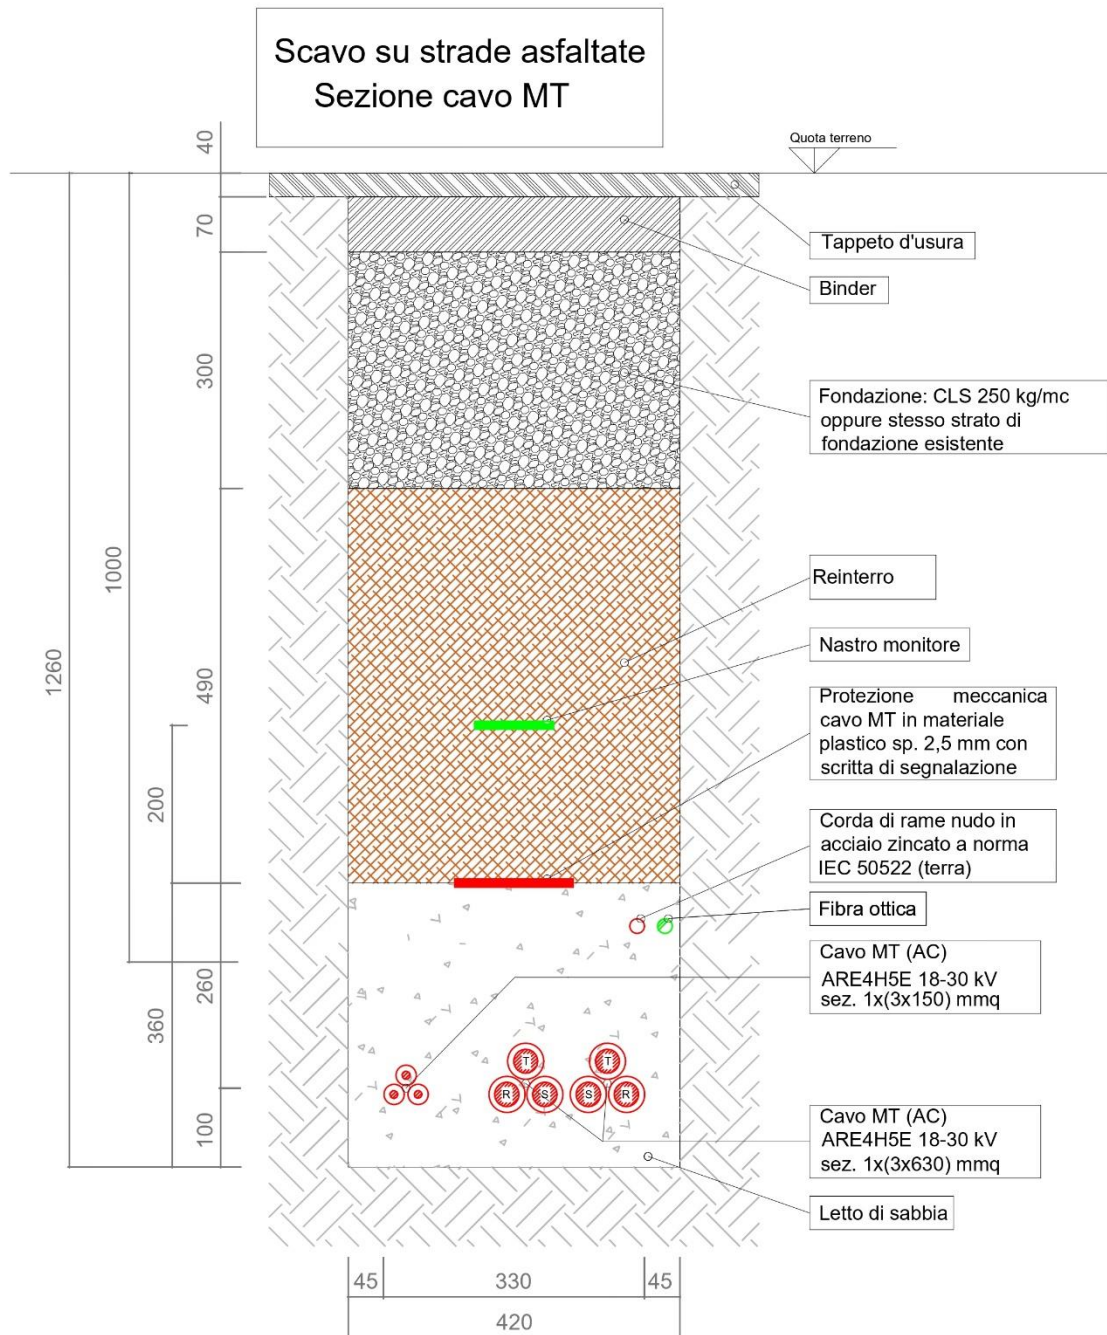 Scavo su strade asfaltate
Sezione cavo MT
Quota terreno
40
70
300
490
1000
1260
200
260
360
100
Tappeto d'usura
Binder
Fondazione: CLS 250 kg/mc
oppure stesso strato di
fondazione esistente
Reinterro
Nastro monitore
Protezione meccanica
cavo MT in materiale
plastico sp. 2,5 mm con
scritta di segnalazione
Corda di rame nudo in
acciaio zincato a norma
IEC 50522 (terra)
Fibra ottica
Cavo MT (AC)
ARE4H5E 18-30 kV
sez. 1x(3x150) mmq
T T
R S S R
Cavo MT (AC)
ARE4H5E 18-30 kV
sez. 1x(3x630) mmq
Letto di sabbia
45 330 45
420